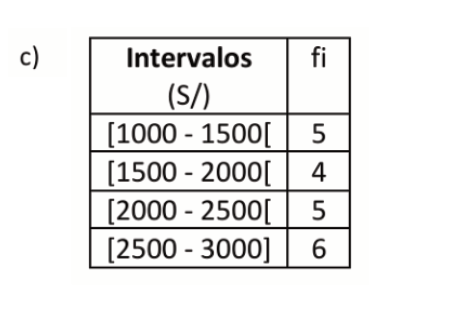 c)
Intervalos fi
(S/)
[1000 - 1500[ 5
[1500 - 2000[ 4
[2000 - 2500[ 5
[2500 - 3000] 6